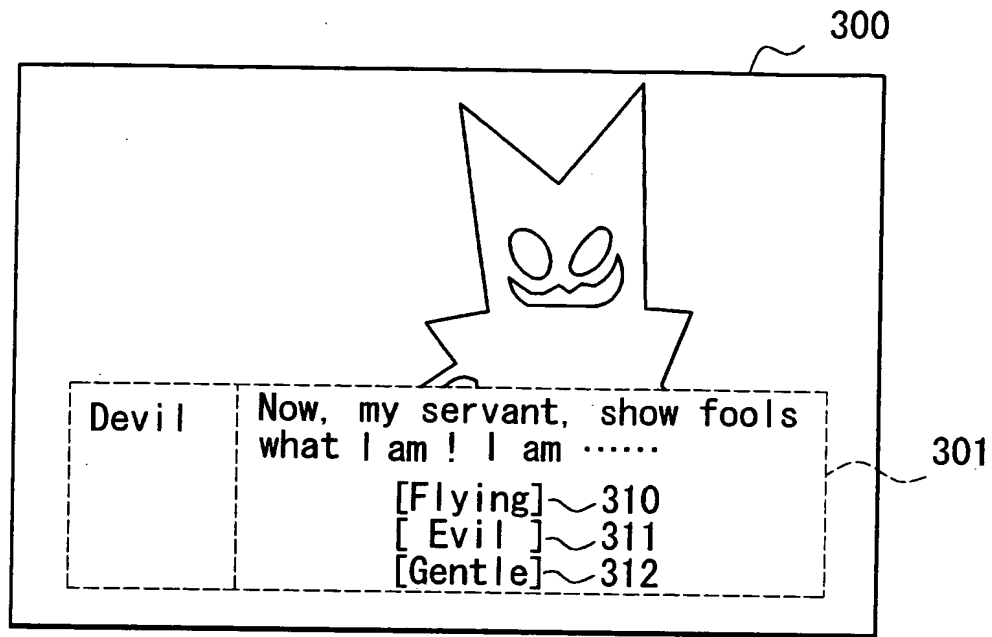 300
Devil
Now, my servant, show fools
what I am! I am ······
301
[Flying] 310
[ Evil ] 311
[Gentle] 312